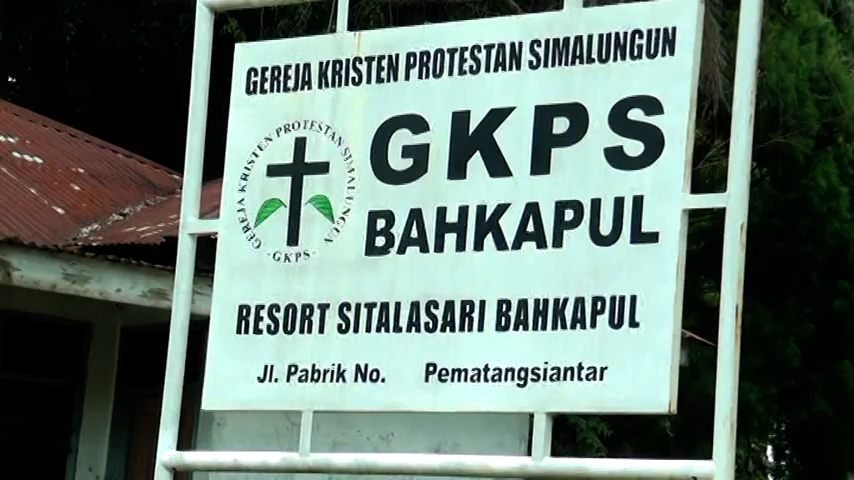 GEREJA KRISTEN PROTESTAN SIMALUNGUN
GEREJA KRISTEN PROTESTAN SIMALUNGUN
-GKPS-
GKPS
BAHKAPUL
RESORT SITALASARI BAHKAPUL
Jl. Pabrik No. Pematangsiantar